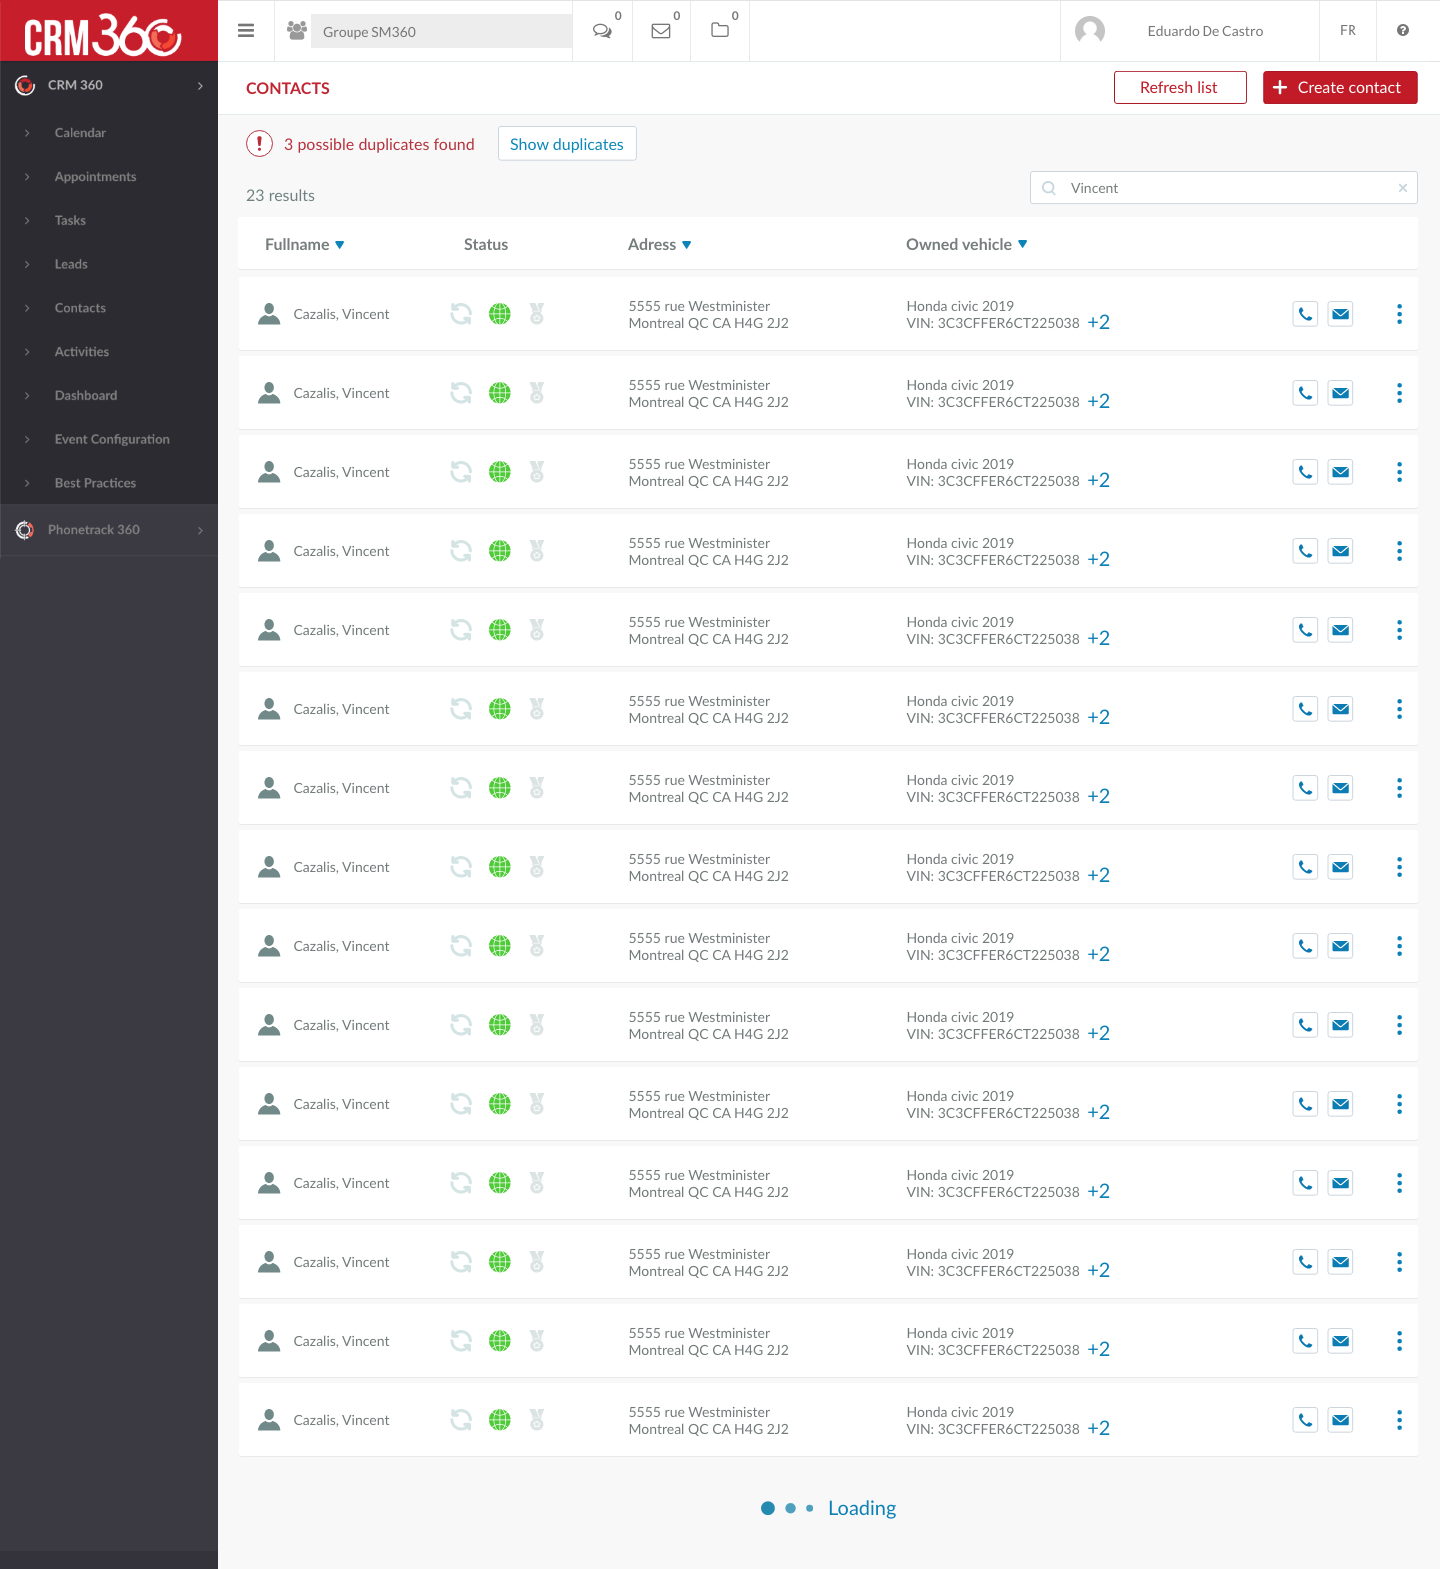 CRM360
Groupe SM360
0
0
0
Eduardo De Castro
FR
CRM 360
Calendar
Appointments
Tasks
Leads
Contacts
Activities
Dashboard
Event Configuration
Best Practices
Phonetrack 360
CONTACTS
Refresh list
+ Create contact
! 3 possible duplicates found
Show duplicates
23 results
Vincent
Fullname
Status
Adress
Owned vehicle
Cazalis, Vincent
5555 rue Westminister
Montreal QC CA H4G 2J2
Honda civic 2019
VIN: 3C3CFFER6CT225038 +2
Cazalis, Vincent
5555 rue Westminister
Montreal QC CA H4G 2J2
Honda civic 2019
VIN: 3C3CFFER6CT225038 +2
Cazalis, Vincent
5555 rue Westminister
Montreal QC CA H4G 2J2
Honda civic 2019
VIN: 3C3CFFER6CT225038 +2
Cazalis, Vincent
5555 rue Westminister
Montreal QC CA H4G 2J2
Honda civic 2019
VIN: 3C3CFFER6CT225038 +2
Cazalis, Vincent
5555 rue Westminister
Montreal QC CA H4G 2J2
Honda civic 2019
VIN: 3C3CFFER6CT225038 +2
Cazalis, Vincent
5555 rue Westminister
Montreal QC CA H4G 2J2
Honda civic 2019
VIN: 3C3CFFER6CT225038 +2
Cazalis, Vincent
5555 rue Westminister
Montreal QC CA H4G 2J2
Honda civic 2019
VIN: 3C3CFFER6CT225038 +2
Cazalis, Vincent
5555 rue Westminister
Montreal QC CA H4G 2J2
Honda civic 2019
VIN: 3C3CFFER6CT225038 +2
Cazalis, Vincent
5555 rue Westminister
Montreal QC CA H4G 2J2
Honda civic 2019
VIN: 3C3CFFER6CT225038 +2
Cazalis, Vincent
5555 rue Westminister
Montreal QC CA H4G 2J2
Honda civic 2019
VIN: 3C3CFFER6CT225038 +2
Cazalis, Vincent
5555 rue Westminister
Montreal QC CA H4G 2J2
Honda civic 2019
VIN: 3C3CFFER6CT225038 +2
Cazalis, Vincent
5555 rue Westminister
Montreal QC CA H4G 2J2
Honda civic 2019
VIN: 3C3CFFER6CT225038 +2
Cazalis, Vincent
5555 rue Westminister
Montreal QC CA H4G 2J2
Honda civic 2019
VIN: 3C3CFFER6CT225038 +2
Cazalis, Vincent
5555 rue Westminister
Montreal QC CA H4G 2J2
Honda civic 2019
VIN: 3C3CFFER6CT225038 +2
Cazalis, Vincent
5555 rue Westminister
Montreal QC CA H4G 2J2
Honda civic 2019
VIN: 3C3CFFER6CT225038 +2
Loading